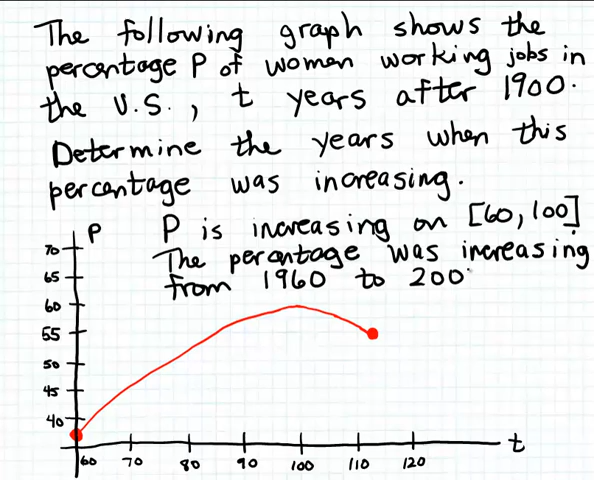 The following graph shows the
percentage P of women working jobs in
the U.S., t years after 1900.
Determine the years when this
percentage was increasing.
P is increasing on [60, 100]
The percentage was increasing
from 1960 to 200
P
70
65
60
55
50
45
40
60 70 80 90 100 110 120
t